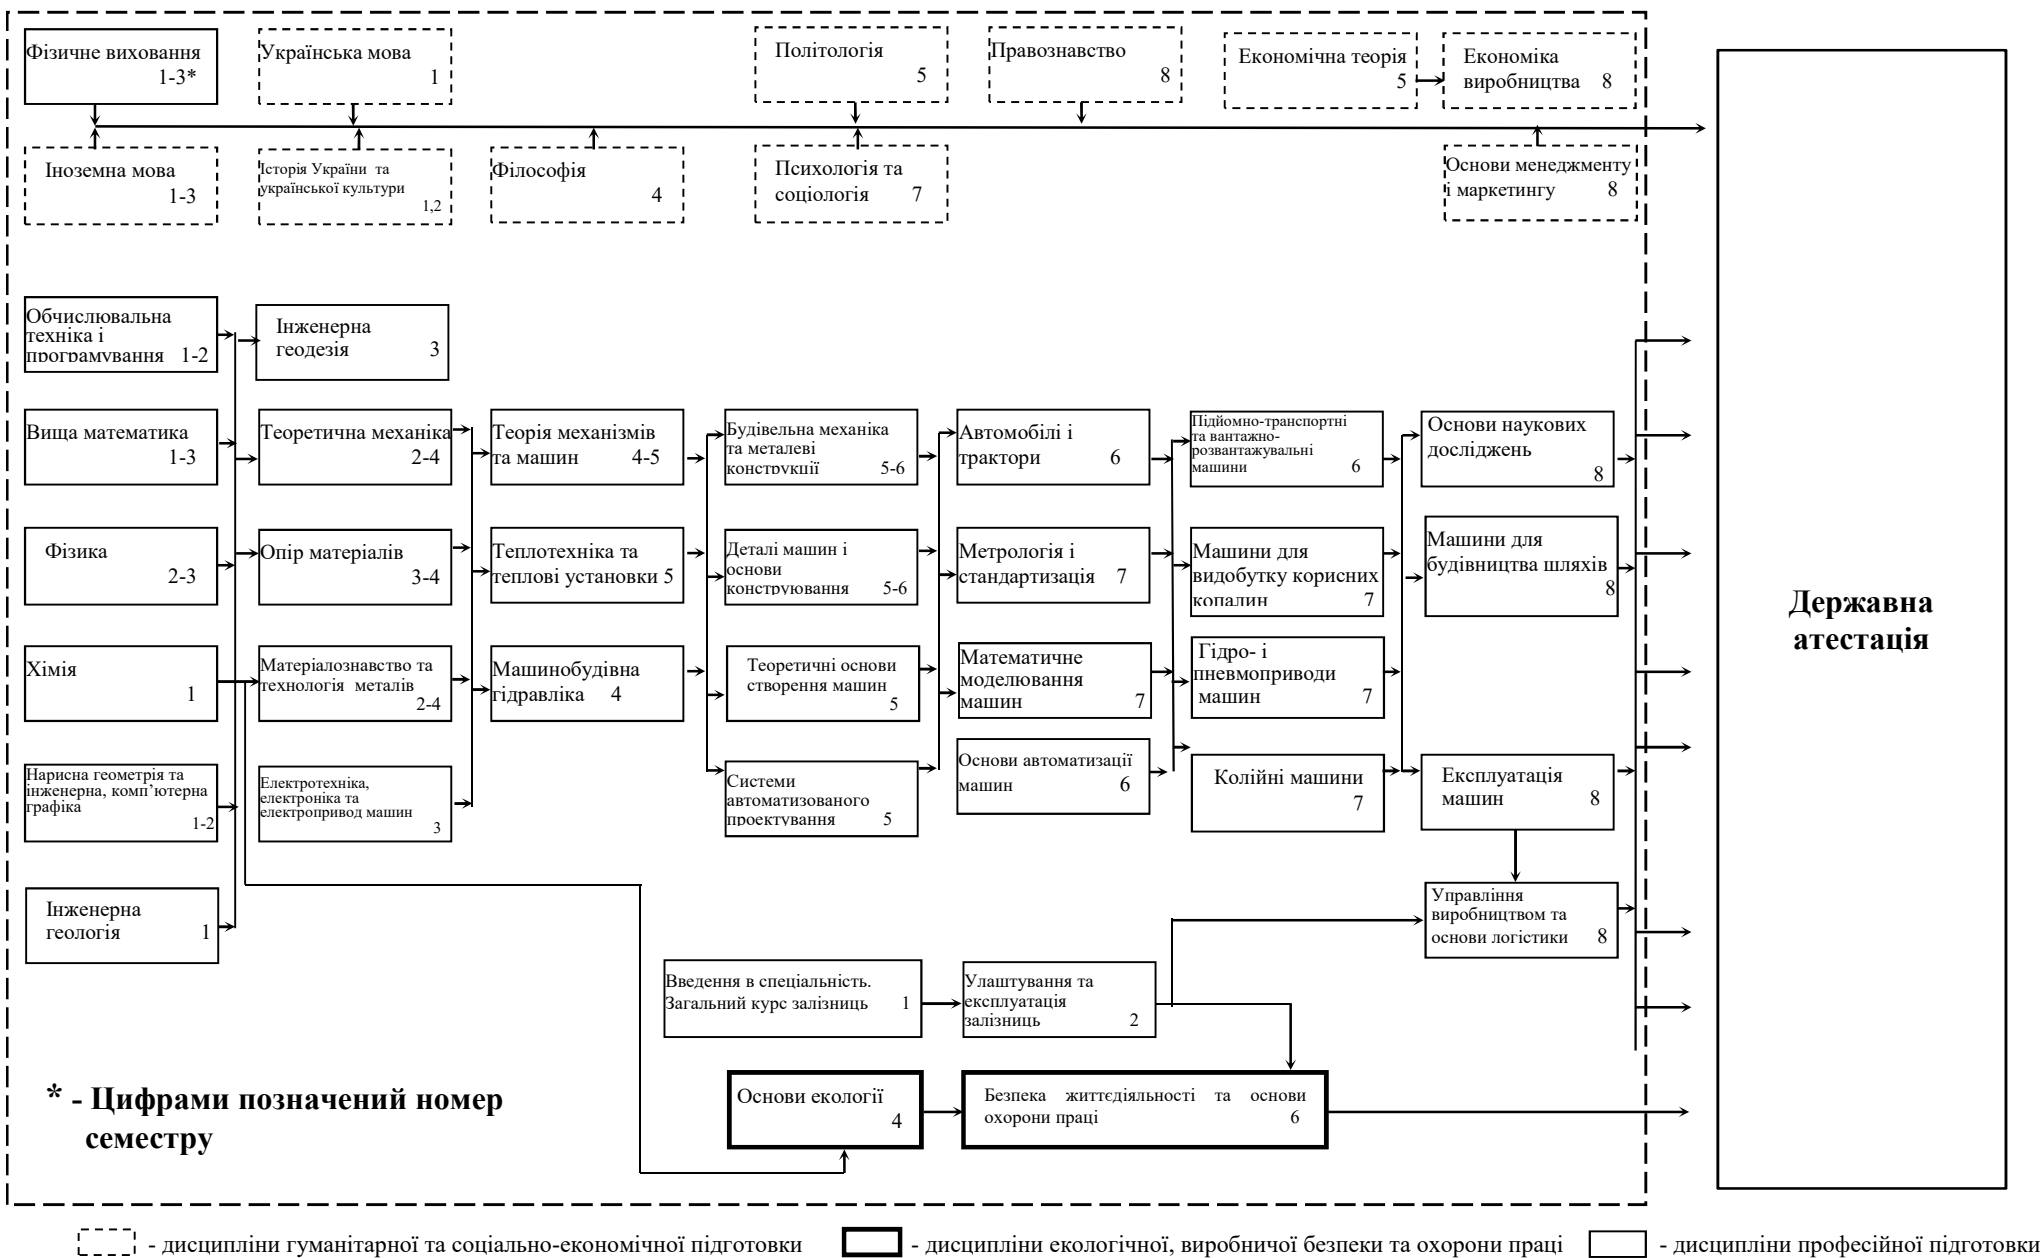 Фізичне виховання
1-3*
Українська мова
1
Політологія
5
Правознавство
8
Економічна теорія
5
Економіка
виробництва 8
Іноземна мова
1-3
Історія України та
української культури
1,2
Філософія
4
Психологія та
соціологія 7
Основи менеджменту
і маркетингу 8
Обчислювальна
техніка і
програмування 1-2
Інженерна
геодезія 3
Вища математика
1-3
Теоретична механіка
2-4
Теорія механізмів
та машин 4-5
Будівельна механіка
та металеві
конструкції 5-6
Автомобілі і
трактори 6
Підйомно-транспортні
та вантажно-
розвантажувальні
машини 6
Основи наукових
досліджень
8
Фізика
2-3
Опір матеріалів
3-4
Теплотехніка та
теплові установки 5
Деталі машин і
основи
конструювання 5-6
Метрологія і
стандартизація 7
Машини для
видобутку корисних
копалин 7
Машини для
будівництва шляхів
8
Державна
атестація
Хімія
1
Матеріалознавство та
технологія металів
2-4
Машинобудівна
гідравліка 4
Теоретичні основи
створення машин
5
Математичне
моделювання
машин 7
Гідро- і
пневмоприводи
машин 7
Нарисна геометрія та
інженерна, комп’ютерна
графіка
1-2
Електротехніка,
електроніка та
електропривод машин
3
Системи
автоматизованого
проектування 5
Основи автоматизації
машин 6
Колійні машини
7
Експлуатація
машин 8
Інженерна
геологія 1
Управління
виробництвом та
основи логістики 8
Введення в спеціальність.
Загальний курс залізниць 1
Улаштування та
експлуатація
залізниць 2
Основи екології
4
Безпека життєдіяльності та основи
охорони праці 6
* - Цифрами позначений номер
семестру
- дисципліни гуманітарної та соціально-економічної підготовки
- дисципліни екологічної, виробничої безпеки та охорони праці
- дисципліни професійної підготовки